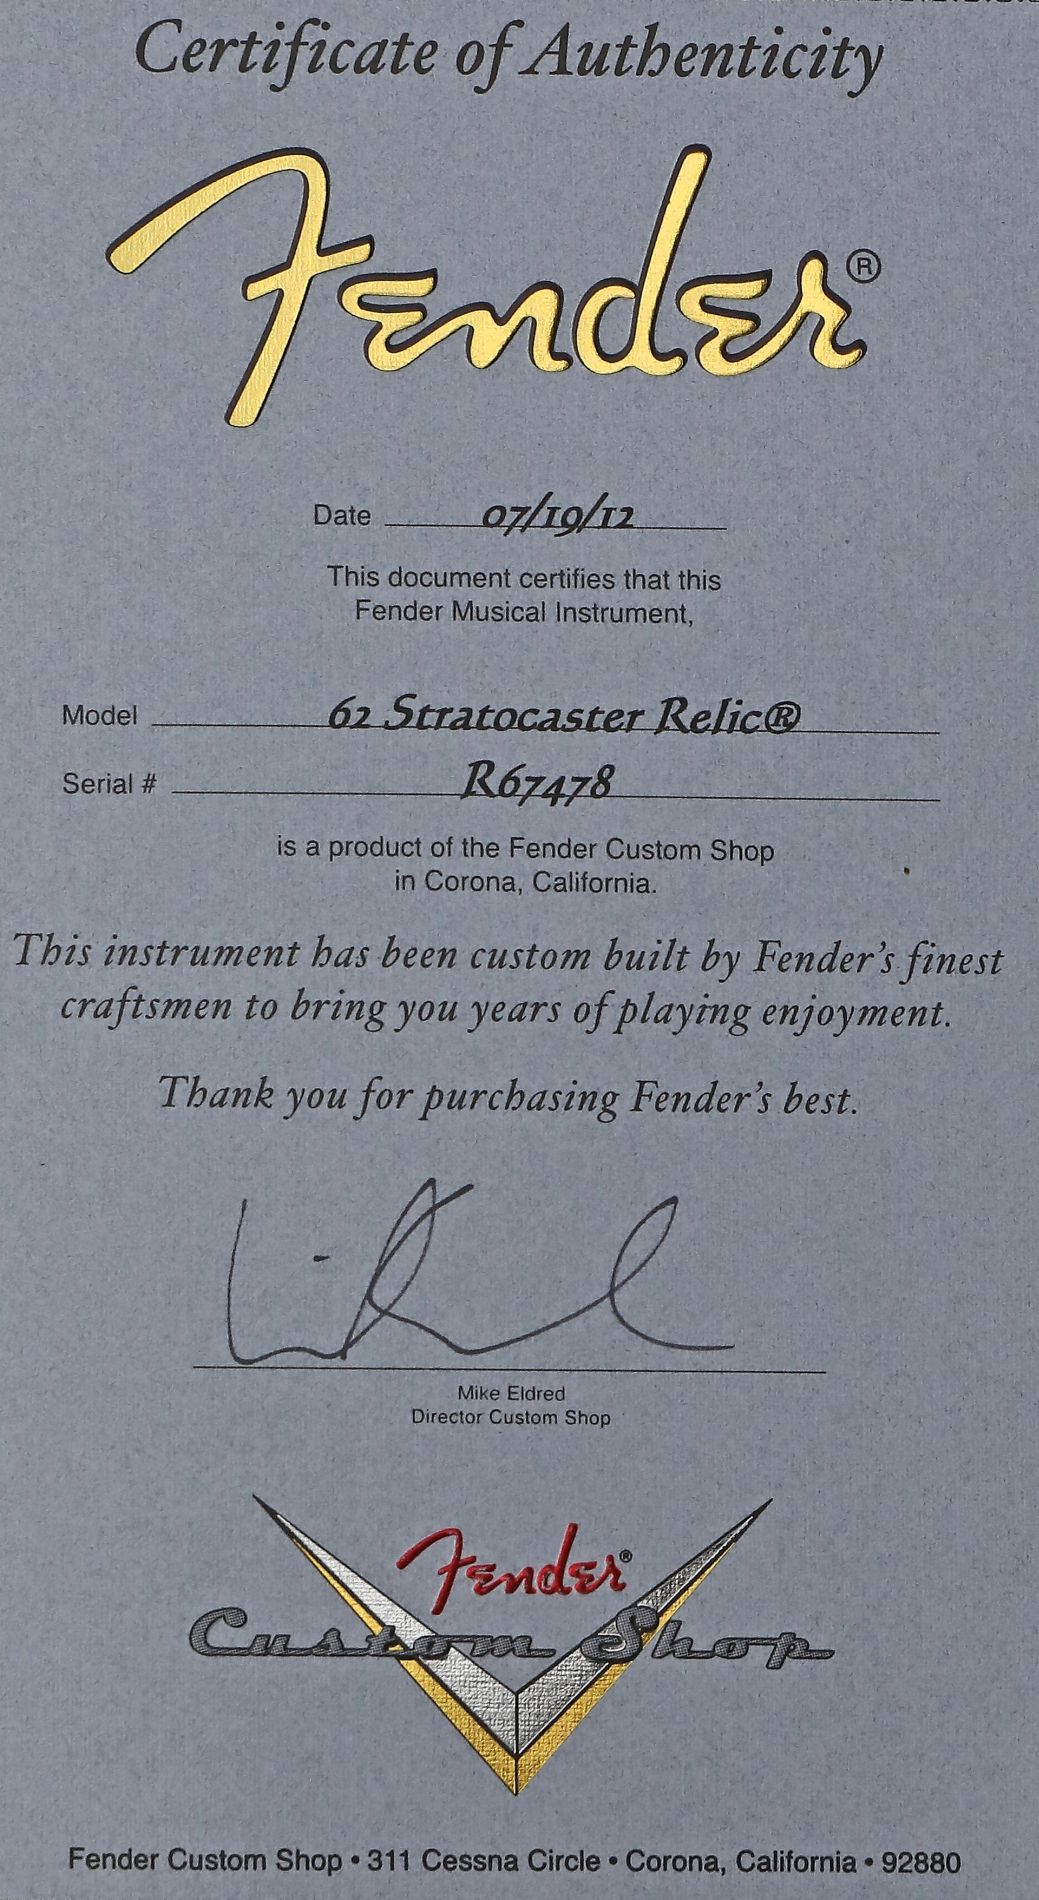 Certificate of Authenticity
Fender®
Date 07/19/12
This document certifies that this
Fender Musical Instrument,
Model 62 Stratocaster Relic®
Serial # R67478
is a product of the Fender Custom Shop
in Corona, California.
This instrument has been custom built by Fender's finest
craftsmen to bring you years of playing enjoyment.
Thank you for purchasing Fender's best.
Mike Eldred
Director Custom Shop
Fender®
Custom Shop
Fender Custom Shop • 311 Cessna Circle • Corona, California • 92880